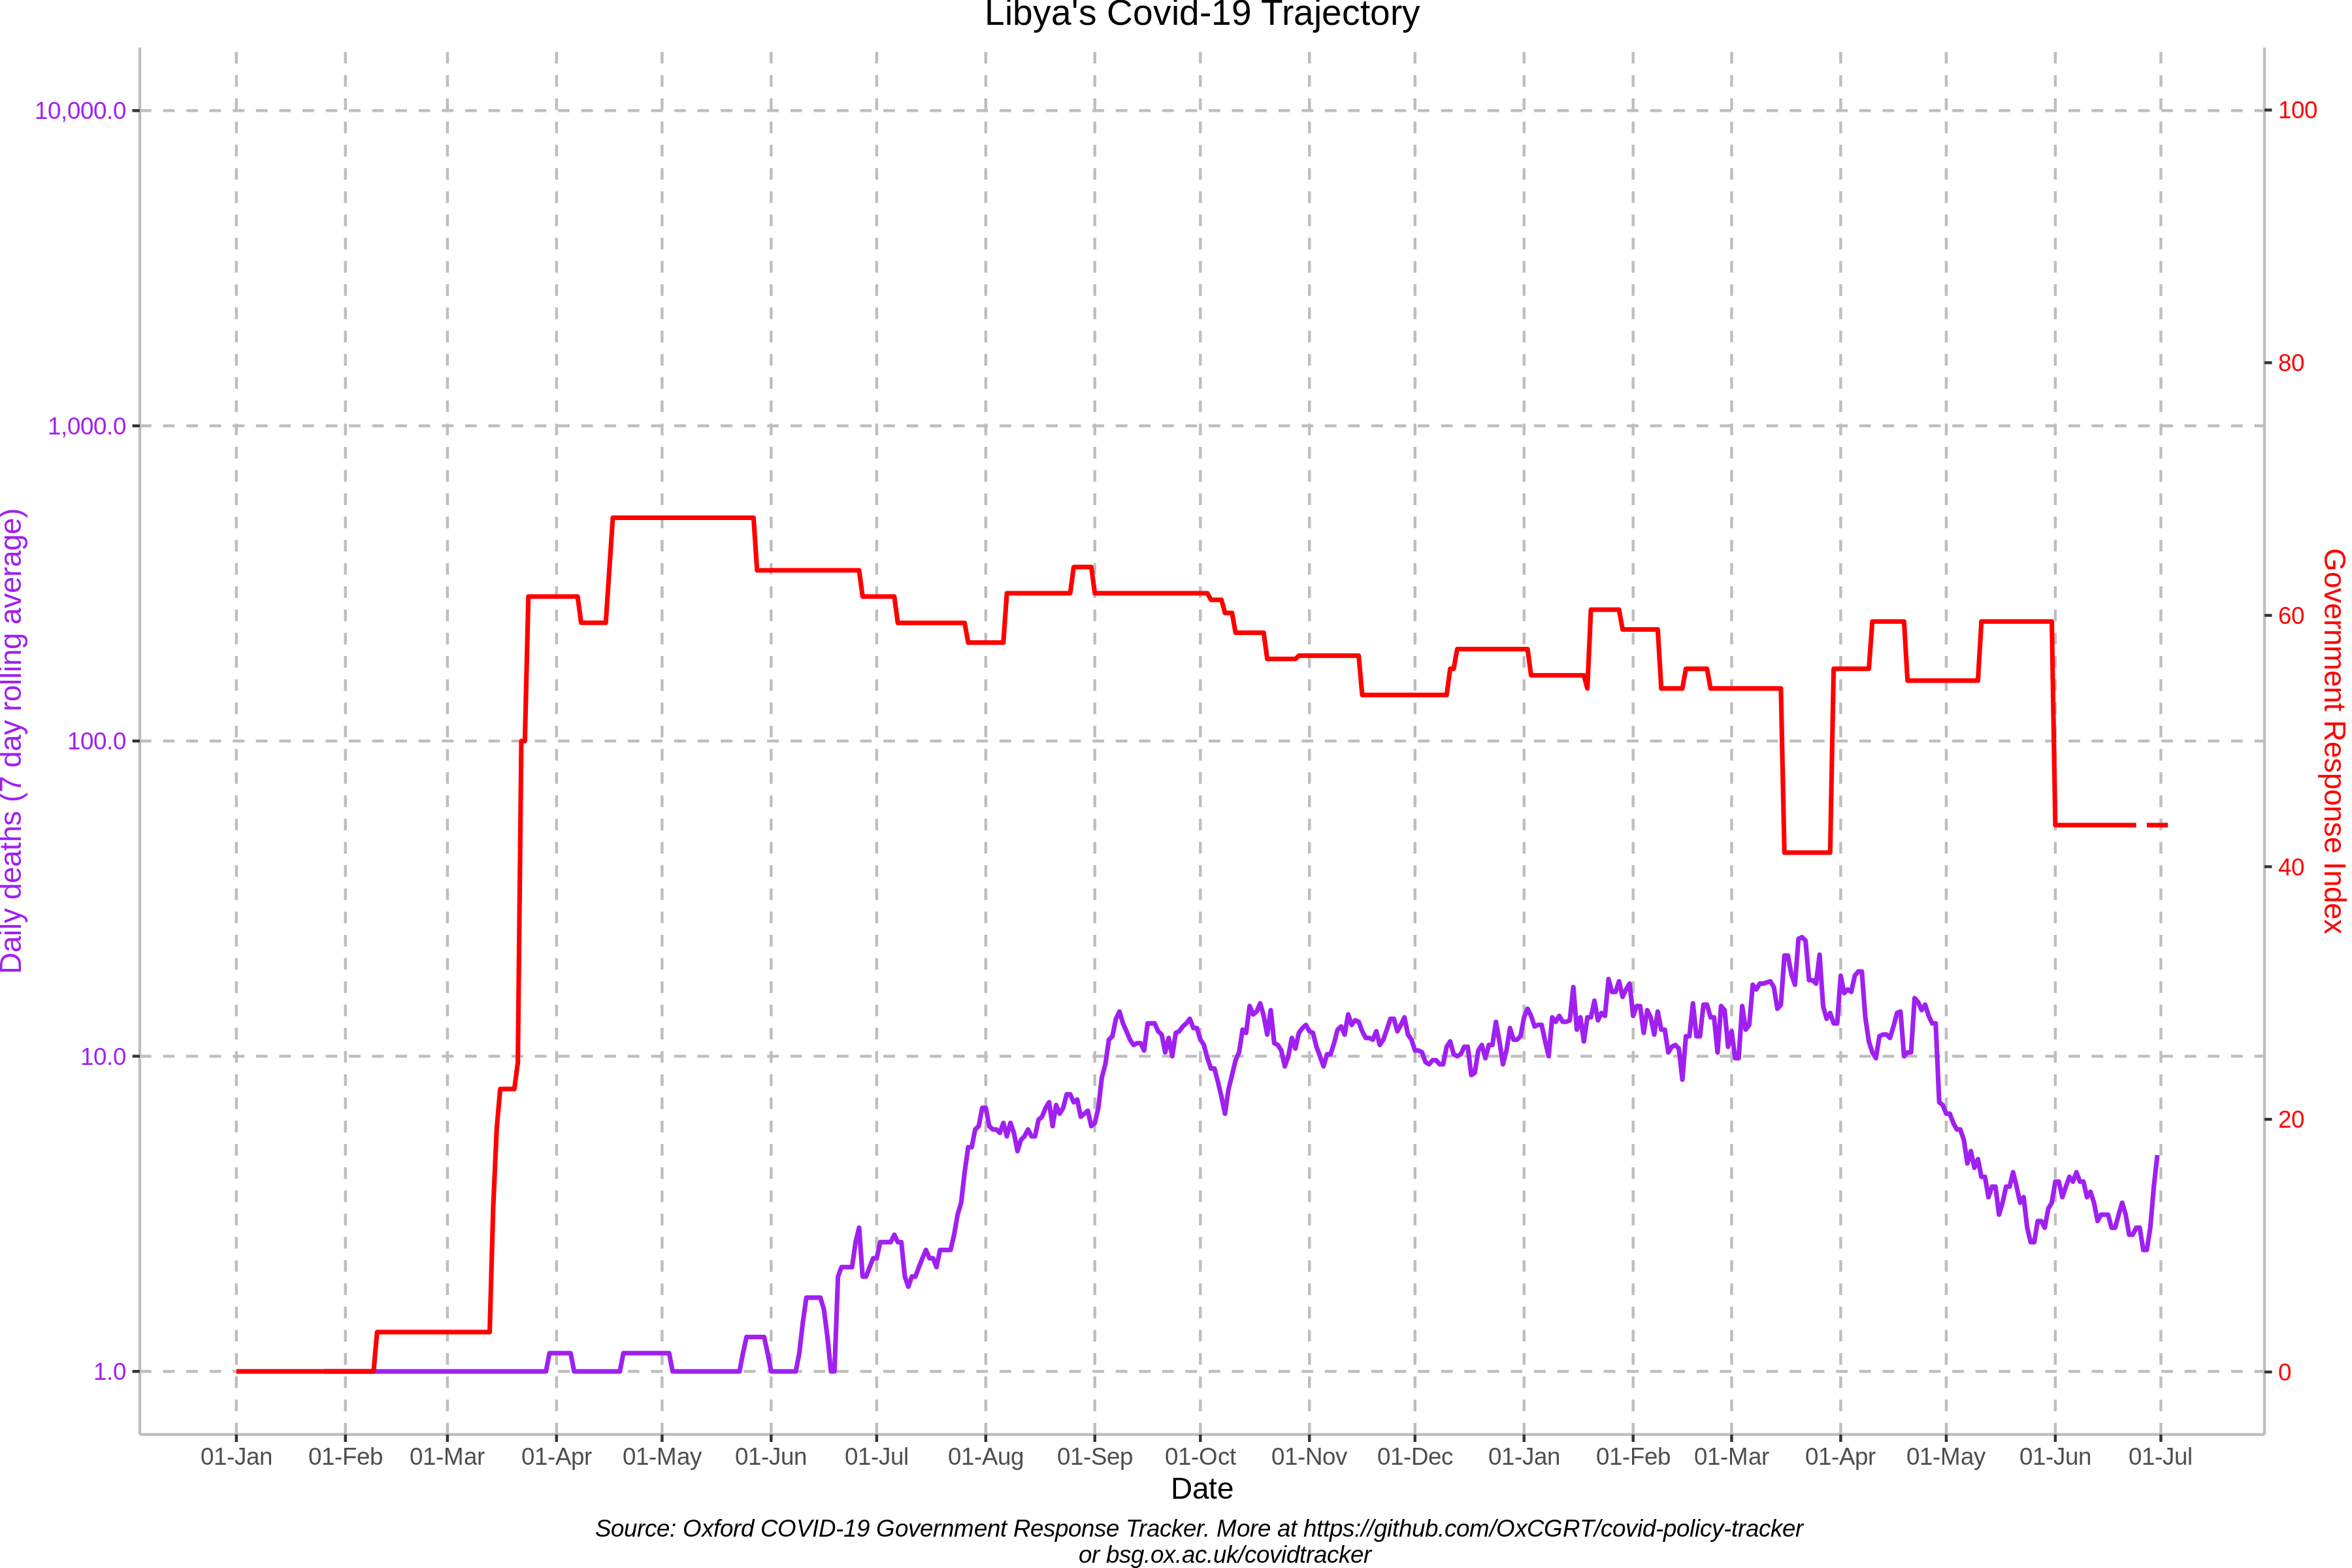 Libya's Covid-19 Trajectory
10,000.0
1,000.0
100.0
10.0
1.0
Daily deaths (7 day rolling average)
100
80
60
40
20
0
Government Response Index
01-Jan 01-Feb 01-Mar 01-Apr 01-May 01-Jun 01-Jul 01-Aug 01-Sep 01-Oct 01-Nov 01-Dec 01-Jan 01-Feb 01-Mar 01-Apr 01-May 01-Jun 01-Jul
Date
Source: Oxford COVID-19 Government Response Tracker. More at https://github.com/OxCGRT/covid-policy-tracker
or bsg.ox.ac.uk/covidtracker